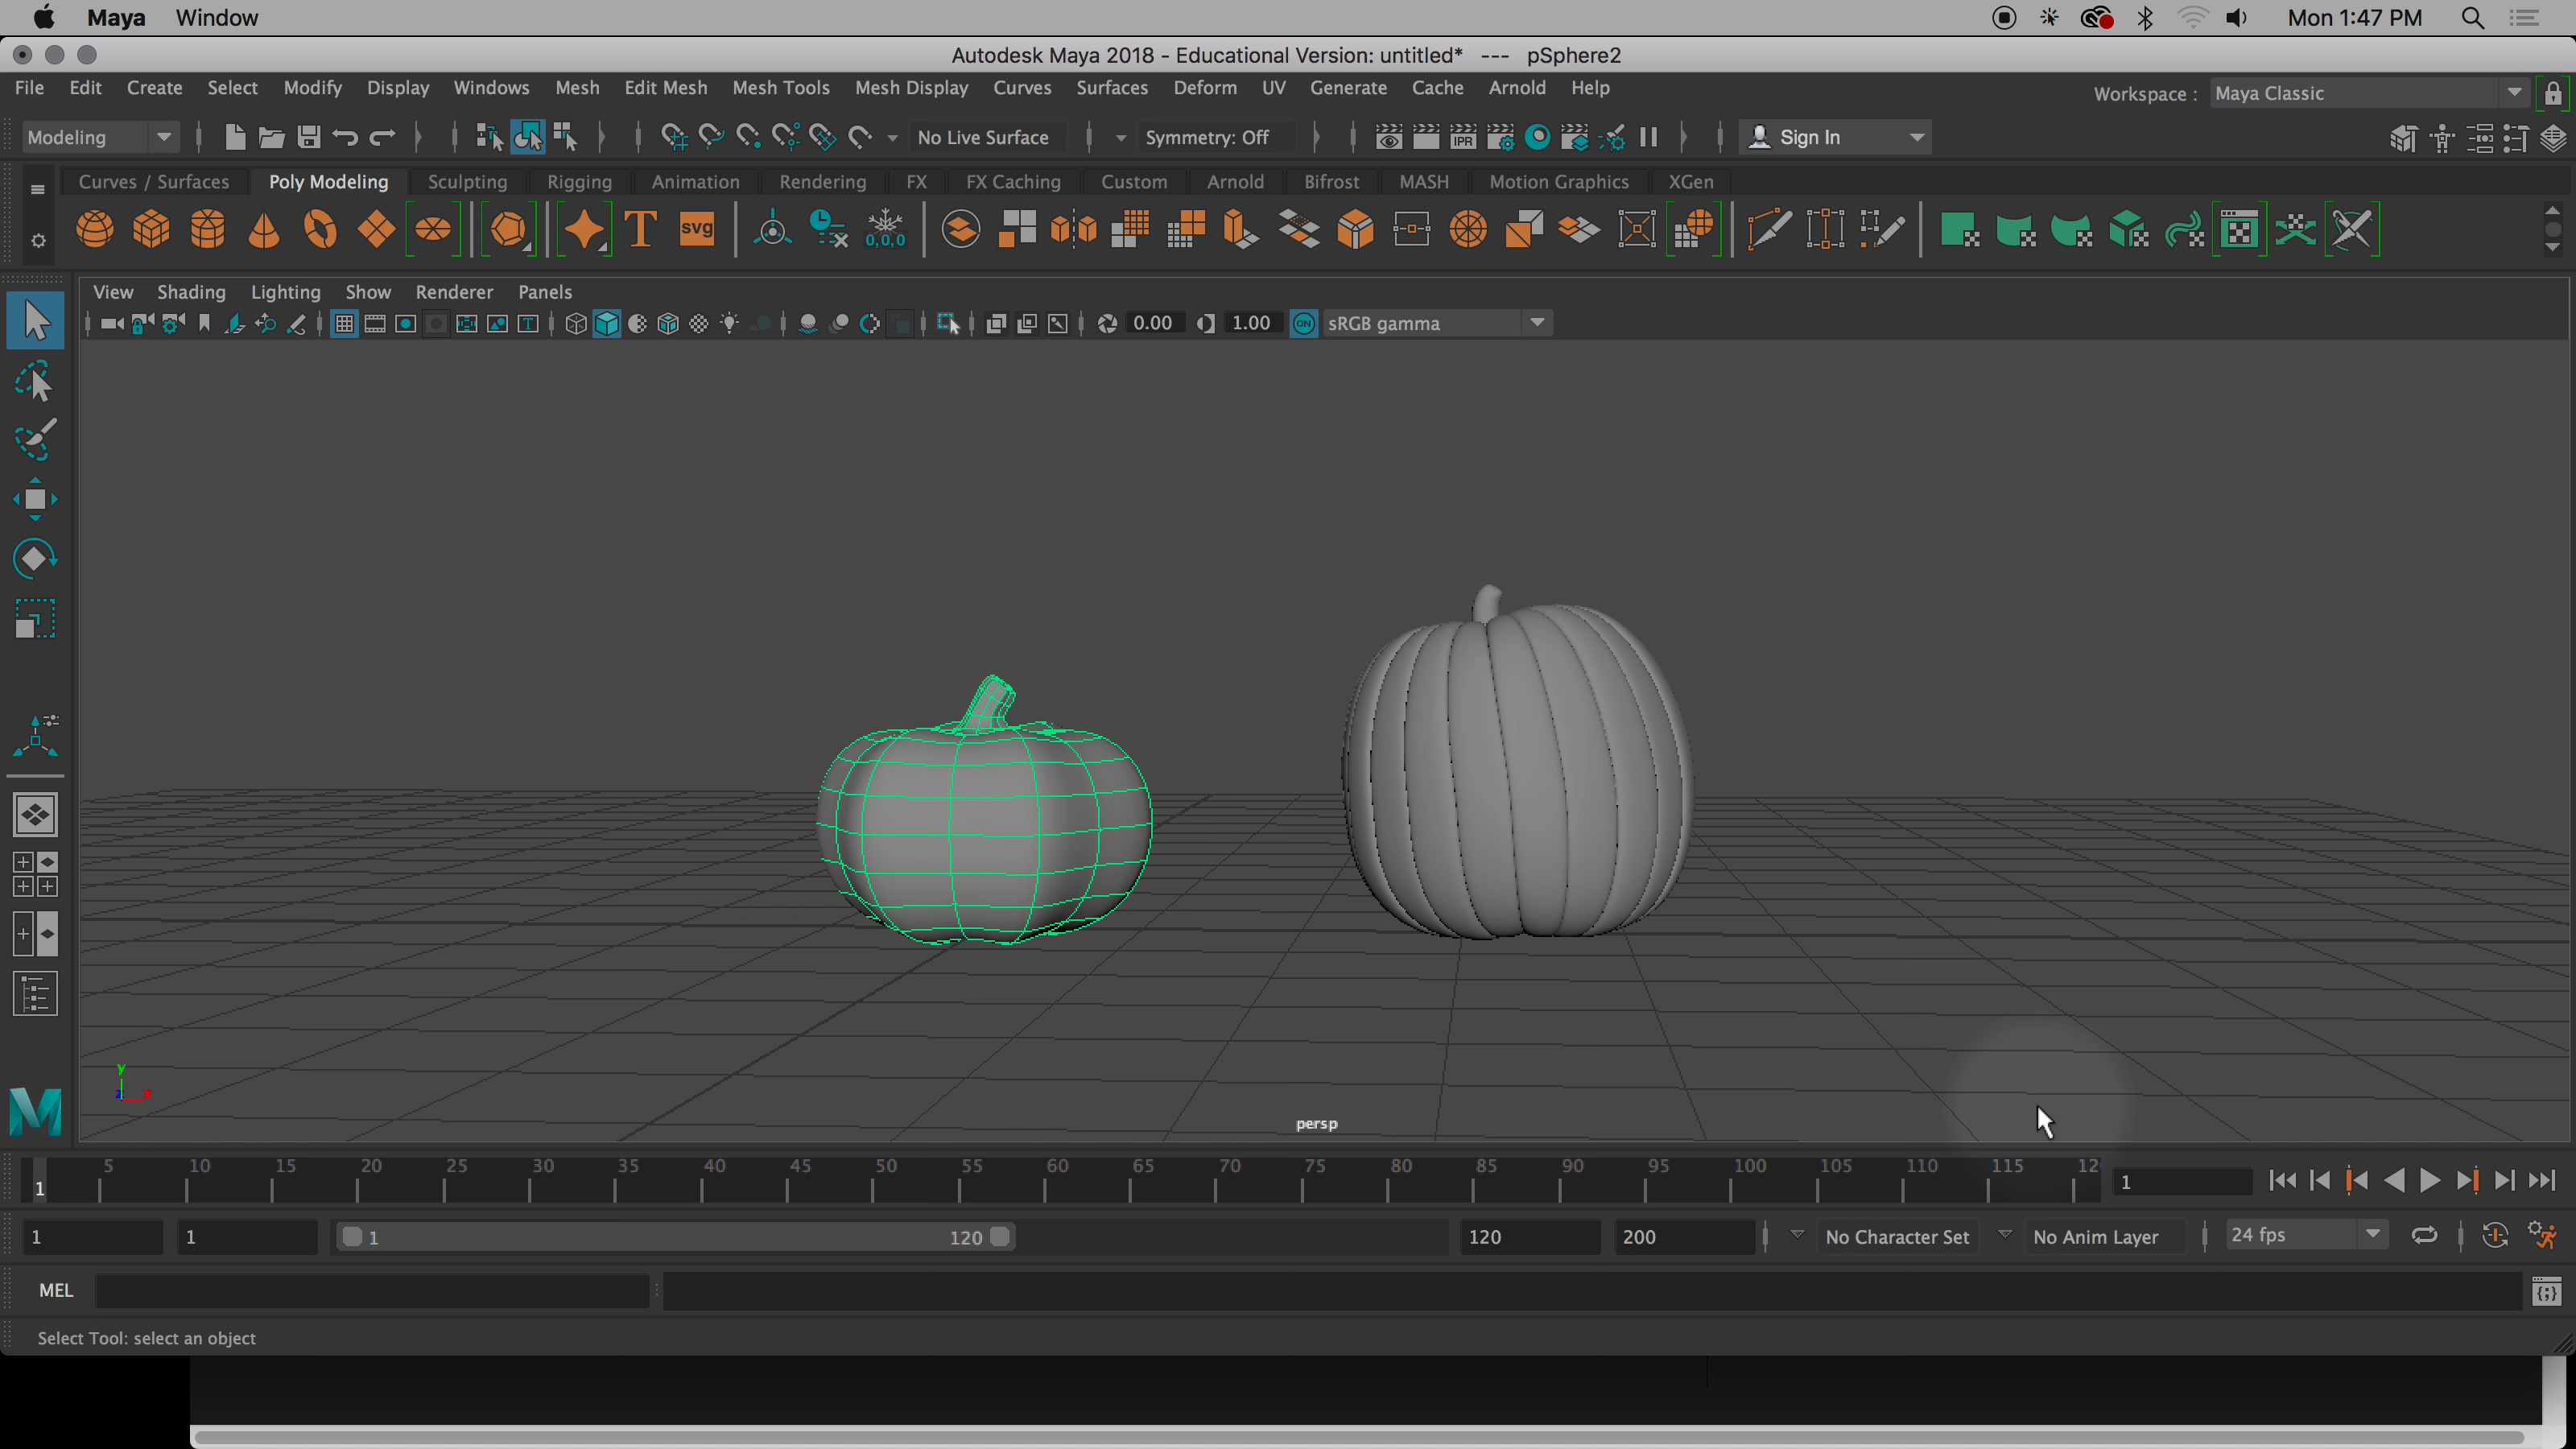 Maya Window Mon 1:47 PM
Autodesk Maya 2018 - Educational Version: untitled* --- pSphere2
File Edit Create Select Modify Display Windows Mesh Edit Mesh Mesh Tools Mesh Display Curves Surfaces Deform UV Generate Cache Arnold Help Workspace : Maya Classic
Modeling No Live Surface Symmetry: Off IPR Sign In
Curves / Surfaces Poly Modeling Sculpting Rigging Animation Rendering FX FX Caching Custom Arnold Bifrost MASH Motion Graphics XGen
T svg 0,0,0
View Shading Lighting Show Renderer Panels
T 0.00 1.00 ON sRGB gamma
y
z x
persp
5 10 15 20 25 30 35 40 45 50 55 60 65 70 75 80 85 90 95 100 105 110 115 12
1 1
1 1 1 120 120 200 No Character Set No Anim Layer 24 fps
MEL {;}
Select Tool: select an object